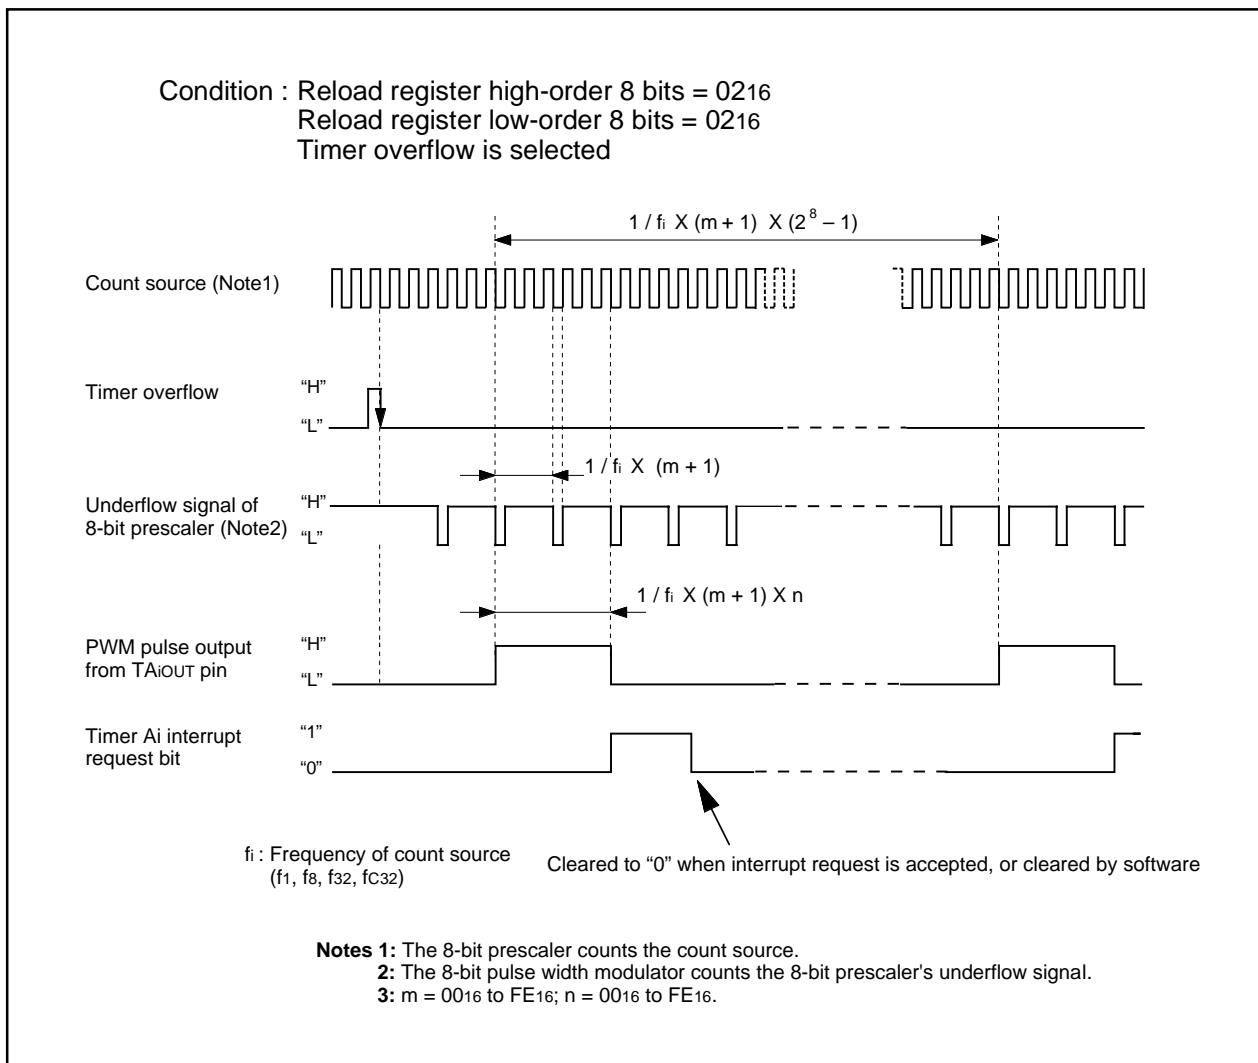 Condition : Reload register high-order 8 bits = 0216
Reload register low-order 8 bits = 0216
Timer overflow is selected
1 / fi X (m + 1) X (2^8 – 1)
Count source (Note1)
Timer overflow
“H”
“L”
1 / fi X (m + 1)
Underflow signal of
8-bit prescaler (Note2)
“H”
“L”
1 / fi X (m + 1) X n
PWM pulse output
from TAiOUT pin
“H”
“L”
Timer Ai interrupt
request bit
“1”
“0”
fi : Frequency of count source
(f1, f8, f32, fC32)
Cleared to “0” when interrupt request is accepted, or cleared by software
Notes 1: The 8-bit prescaler counts the count source.
2: The 8-bit pulse width modulator counts the 8-bit prescaler's underflow signal.
3: m = 0016 to FE16; n = 0016 to FE16.